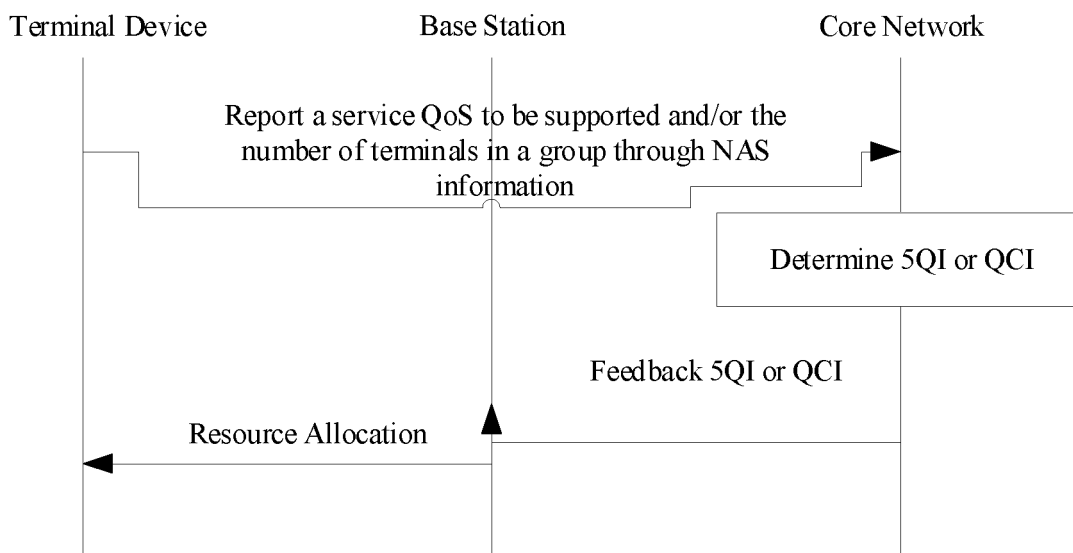 Terminal Device
Base Station
Core Network
Report a service QoS to be supported and/or the
number of terminals in a group through NAS
information
Determine 5QI or QCI
Feedback 5QI or QCI
Resource Allocation